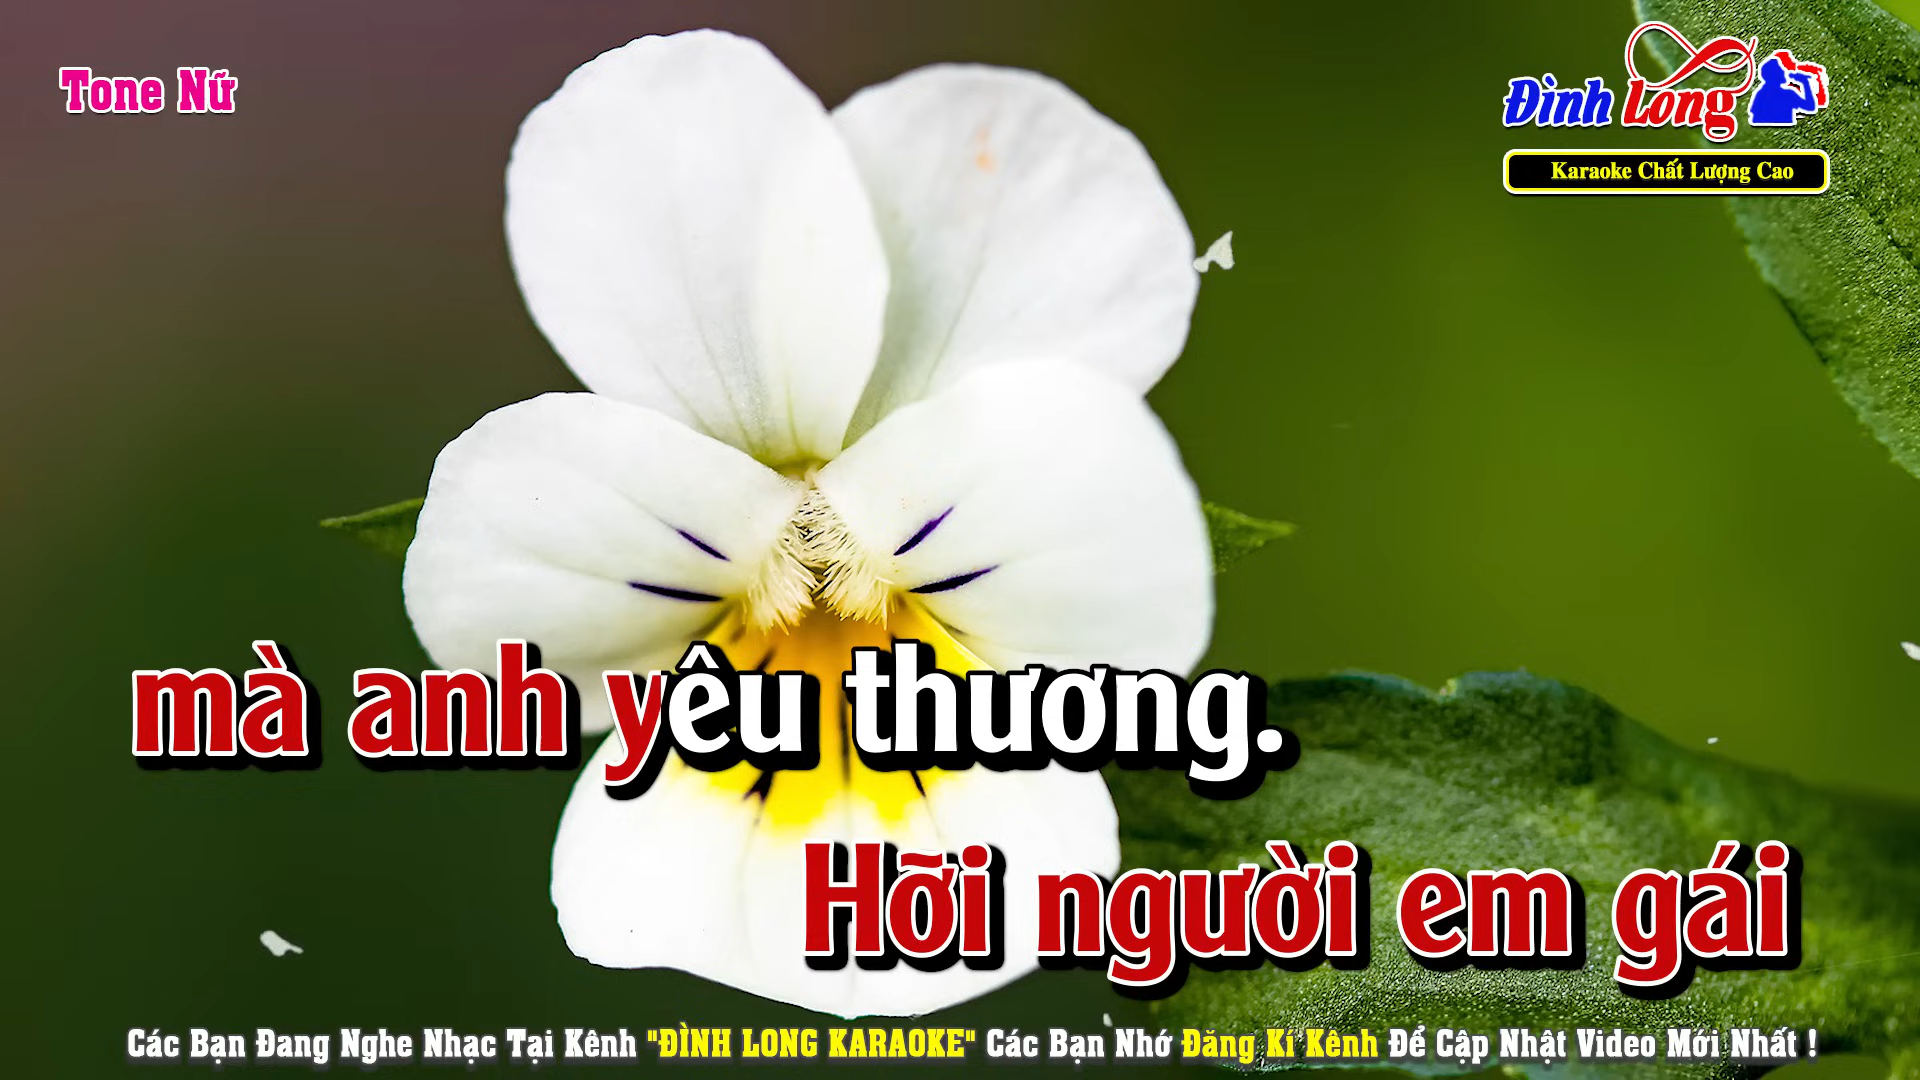 Tone Nữ
Đình Long
Karaoke Chất Lượng Cao
mà anh yêu thương.
Hỡi người em gái
Các Bạn Đang Nghe Nhạc Tại Kênh "ĐÌNH LONG KARAOKE" Các Bạn Nhớ Đăng Kí Kênh Để Cập Nhật Video Mới Nhất !